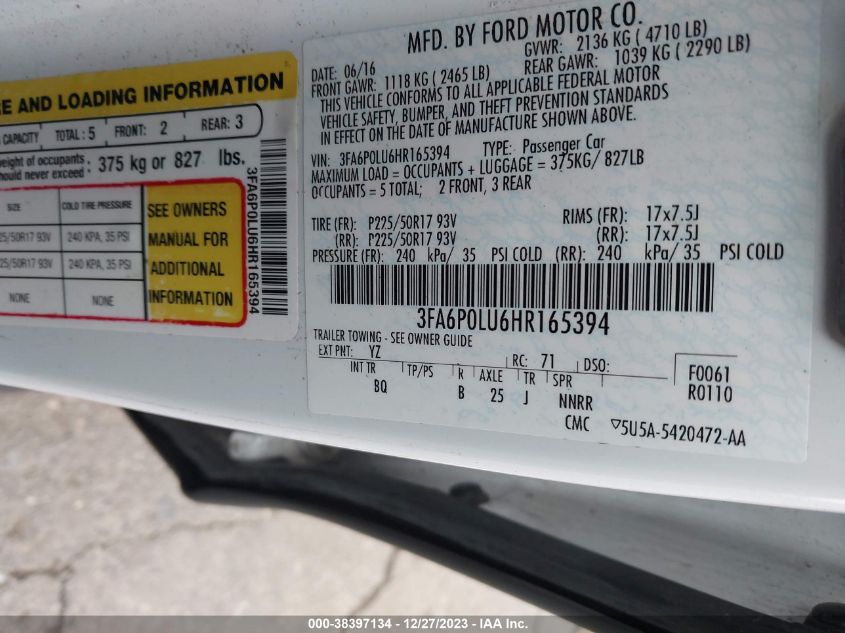 E AND LOADING INFORMATION
CAPACITY TOTAL: 5 FRONT: 2 REAR: 3
weight of occupants
should never exceed: 375 kg or 827 lbs.
SIZE COLD TIRE PRESSURE
25/50R17 93V 240 KPA, 35 PSI
25/50R17 93V 240 KPA, 35 PSI
NONE NONE
SEE OWNERS
MANUAL FOR
ADDITIONAL
INFORMATION
3FA6P0LU6HR165394
MFD. BY FORD MOTOR CO.
DATE: 06/16 GVWR: 2136 KG ( 4710 LB)
FRONT GAWR: 1118 KG ( 2465 LB) REAR GAWR: 1039 KG ( 2290 LB)
THIS VEHICLE CONFORMS TO ALL APPLICABLE FEDERAL MOTOR
VEHICLE SAFETY, BUMPER, AND THEFT PREVENTION STANDARDS
IN EFFECT ON THE DATE OF MANUFACTURE SHOWN ABOVE.
VIN: 3FA6P0LU6HR165394 TYPE: Passenger Car
MAXIMUM LOAD = OCCUPANTS + LUGGAGE = 375KG/ 827LB
OCCUPANTS = 5 TOTAL; 2 FRONT, 3 REAR
TIRE (FR): P225/50R17 93V RIMS (FR): 17x7.5J
(RR): P225/50R17 93V (RR): 17x7.5J
PRESSURE (FR): 240 kPa/ 35 PSI COLD (RR): 240 kPa/ 35 PSI COLD
3FA6P0LU6HR165394
TRAILER TOWING - SEE OWNER GUIDE
EXT PNT: YZ RC: 71 DSO: F0061
INT TR TP/PS R AXLE TR SPR R0110
BQ B 25 J NNRR
CMC ▽5U5A-5420472-AA
000-38397134 - 12/27/2023 - IAA Inc.